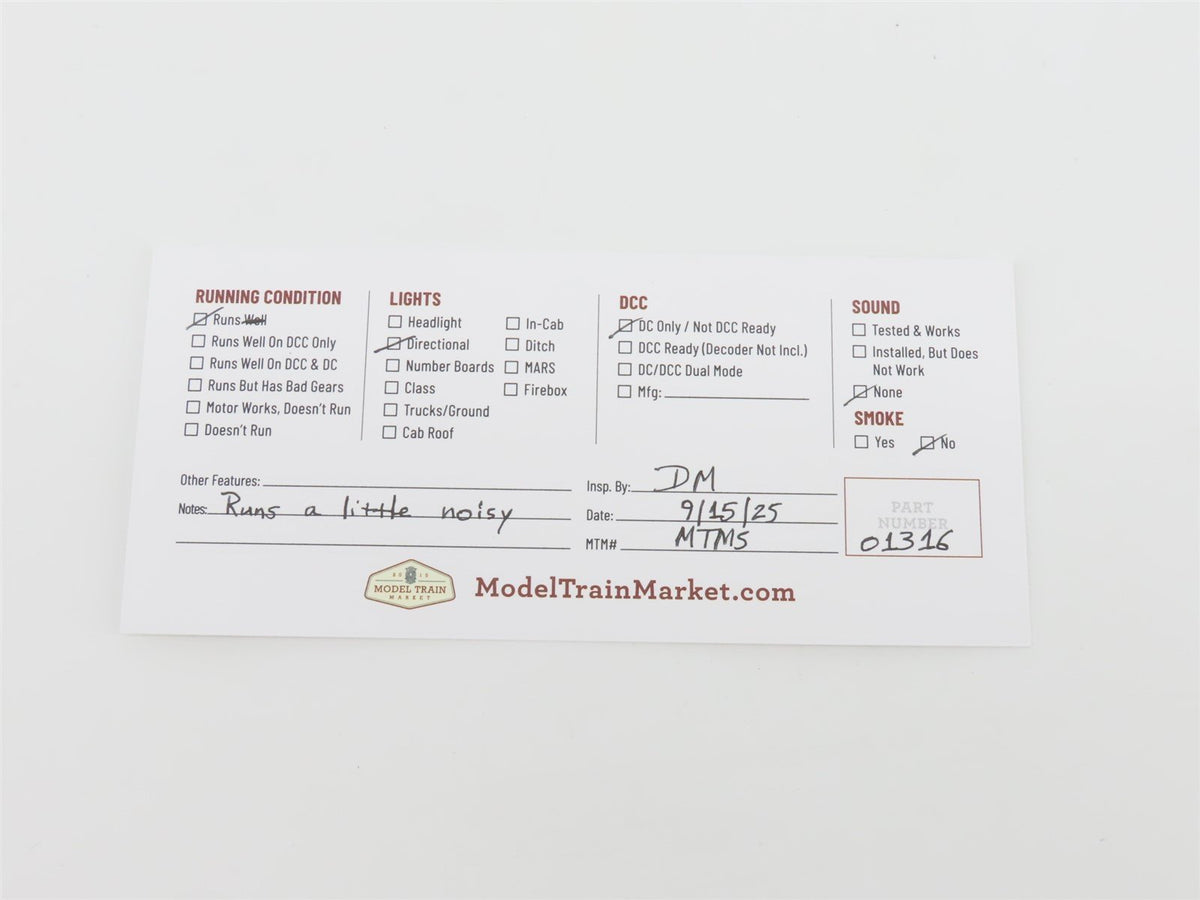 RUNNING CONDITION
Runs Well
Runs Well On DCC Only
Runs Well On DCC & DC
Runs But Has Bad Gears
Motor Works, Doesn't Run
Doesn't Run
LIGHTS
Headlight
Directional
Number Boards
Class
Trucks/Ground
Cab Roof
In-Cab
Ditch
MARS
Firebox
DCC
DC Only / Not DCC Ready
DCC Ready (Decoder Not Incl.)
DC/DCC Dual Mode
Mfg:
SOUND
Tested & Works
Installed, But Does
Not Work
None
SMOKE
Yes No
Other Features:
Notes: Runs a little noisy
Insp. By: DM
Date: 9/15/25
MTM# MTMS
PART
NUMBER
01316
2015
MODEL TRAIN
MARKET
ModelTrainMarket.com